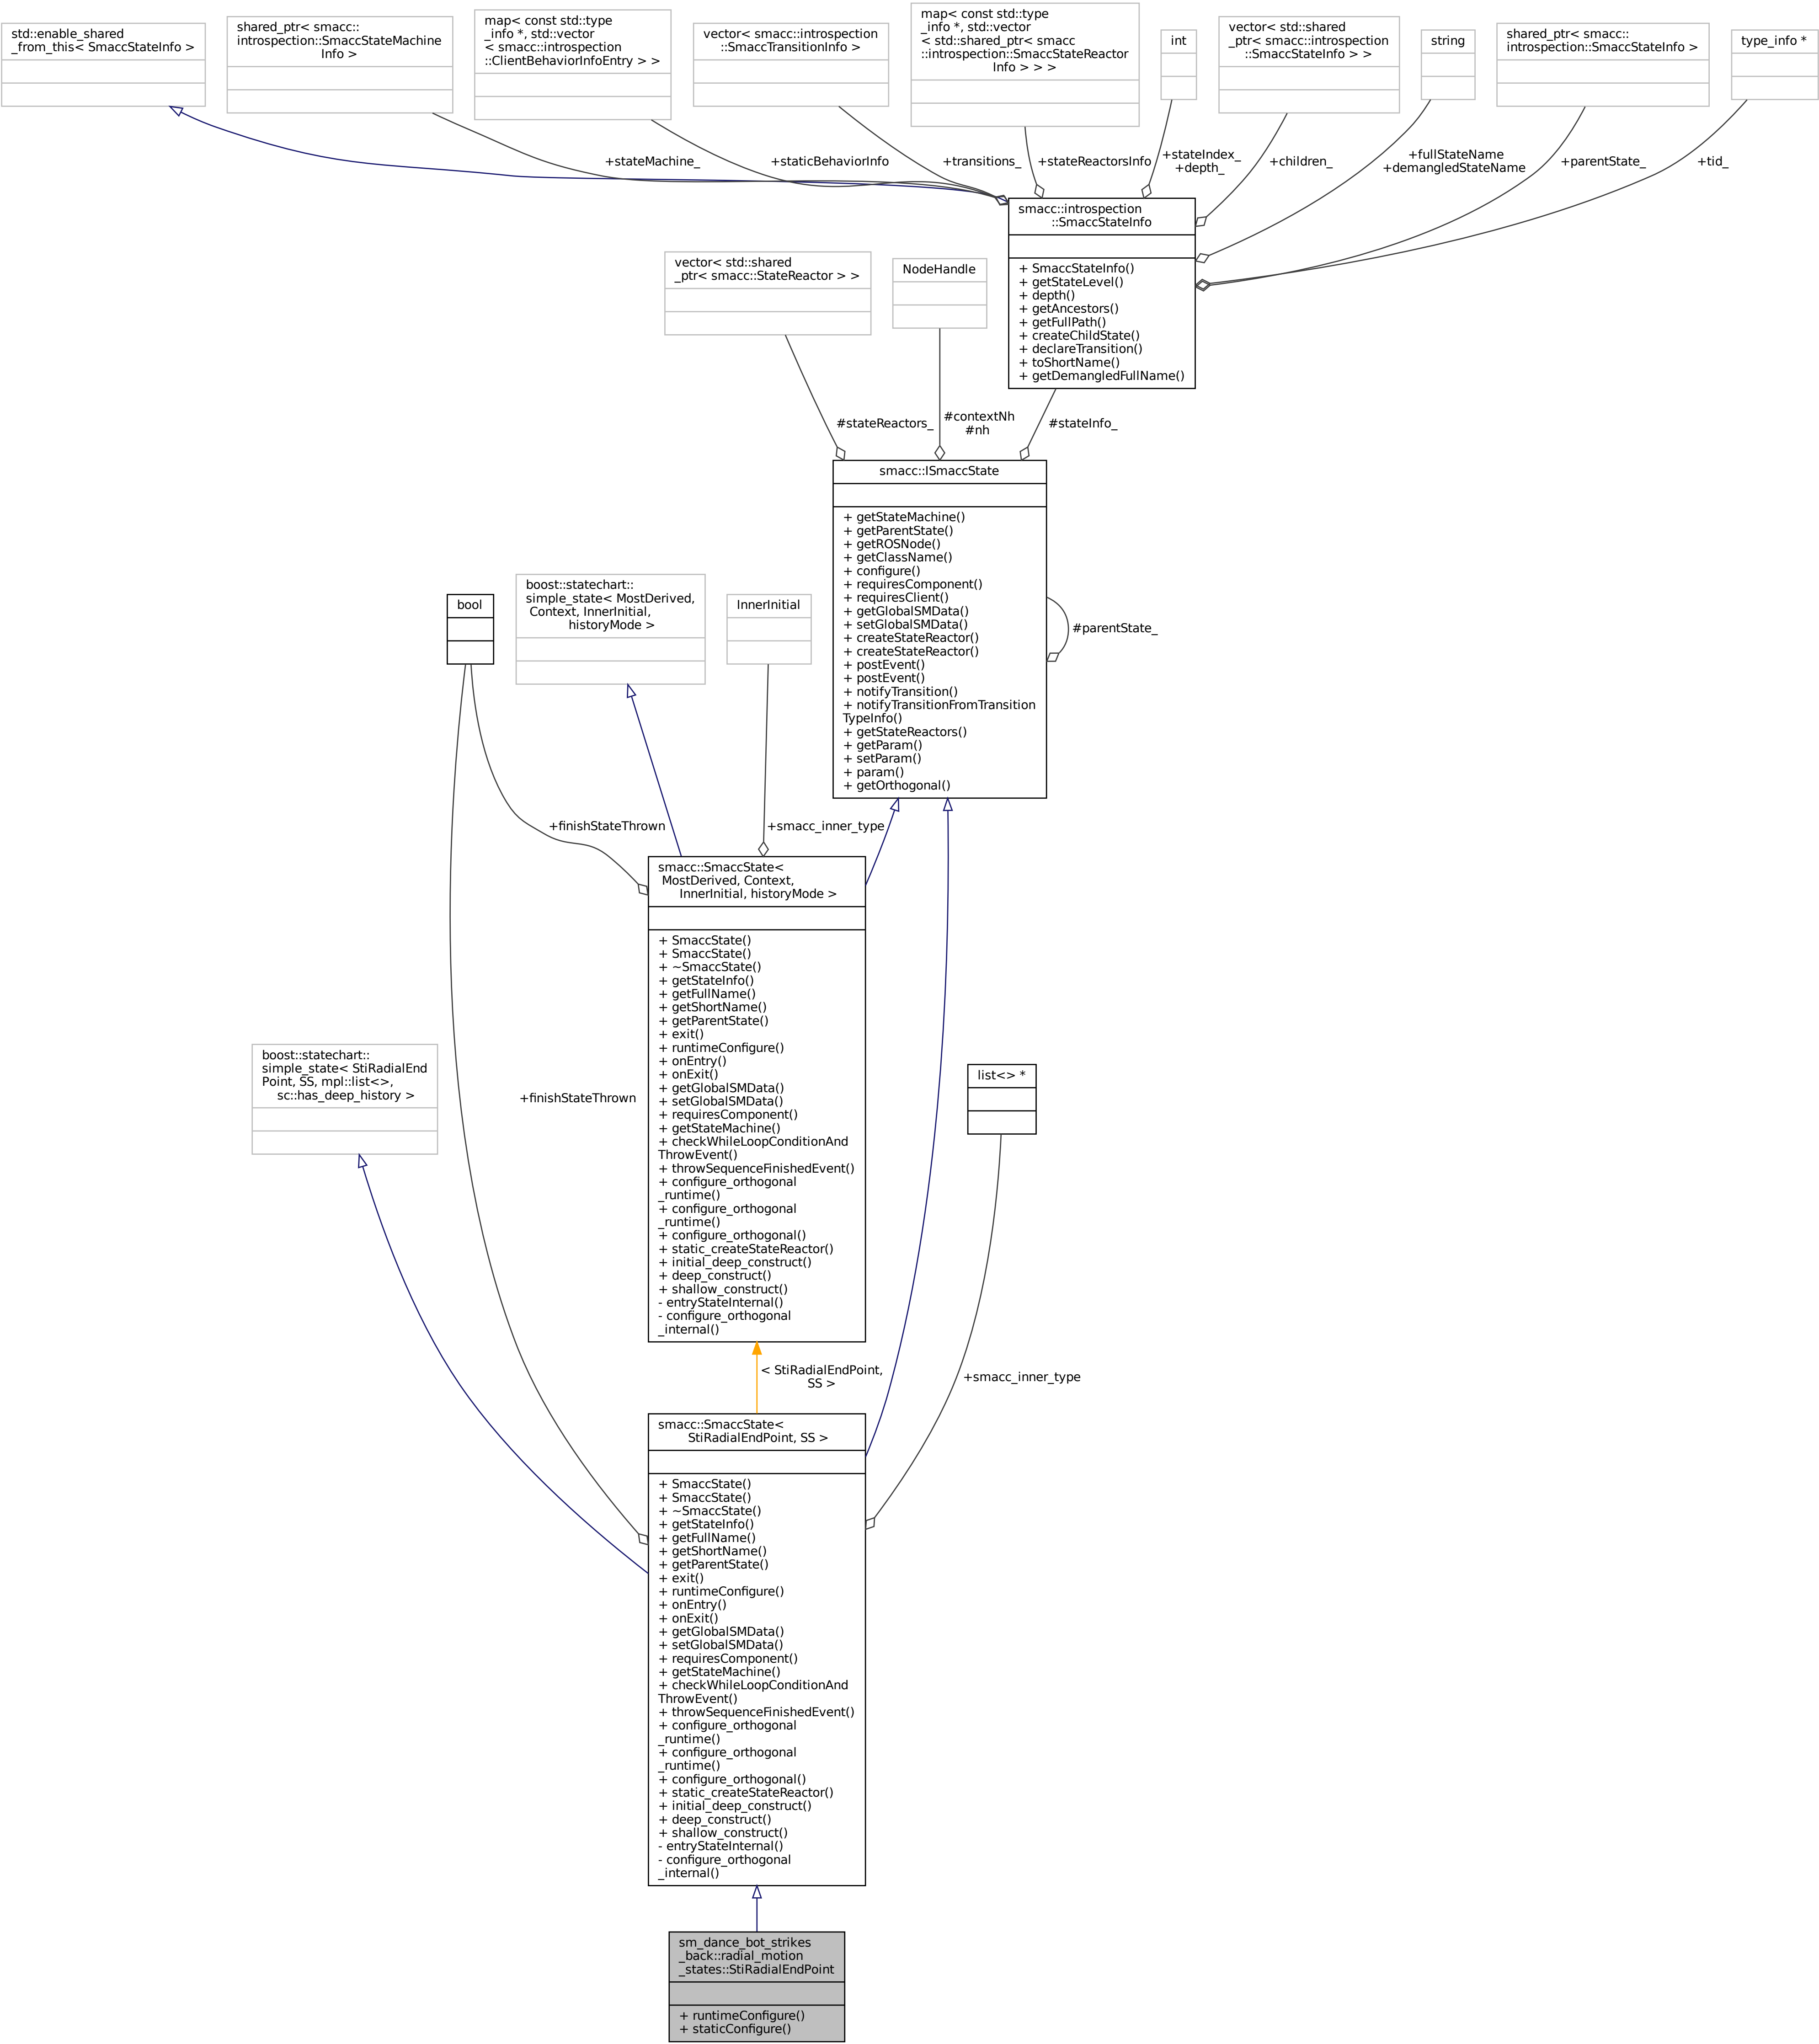 std::enable_shared
_from_this< SmaccStateInfo >
shared_ptr< smacc::
introspection::SmaccStateMachine
Info >
map< const std::type
_info *, std::vector
< smacc::introspection
::ClientBehaviorInfoEntry > >
vector< smacc::introspection
::SmaccTransitionInfo >
map< const std::type
_info *, std::vector
< std::shared_ptr< smacc
::introspection::SmaccStateReactor
Info > > >
int
vector< std::shared
_ptr< smacc::introspection
::SmaccStateInfo > >
string
shared_ptr< smacc::
introspection::SmaccStateInfo >
type_info *
+stateMachine_
+staticBehaviorInfo
+transitions_
+stateReactorsInfo
+stateIndex_
+depth_
+children_
+fullStateName
+demangledStateName
+parentState_
+tid_
smacc::introspection
::SmaccStateInfo
+ SmaccStateInfo()
+ getStateLevel()
+ depth()
+ getAncestors()
+ getFullPath()
+ createChildState()
+ declareTransition()
+ toShortName()
+ getDemangledFullName()
vector< std::shared
_ptr< smacc::StateReactor > >
NodeHandle
#stateReactors_
#contextNh
#nh
#stateInfo_
smacc::ISmaccState
+ getStateMachine()
+ getParentState()
+ getROSNode()
+ getClassName()
+ configure()
+ requiresComponent()
+ requiresClient()
+ getGlobalSMData()
+ setGlobalSMData()
+ createStateReactor()
+ createStateReactor()
+ postEvent()
+ postEvent()
+ notifyTransition()
+ notifyTransitionFromTransition
TypeInfo()
+ getStateReactors()
+ getParam()
+ setParam()
+ param()
+ getOrthogonal()
#parentState_
bool
boost::statechart::
simple_state< MostDerived,
Context, InnerInitial,
historyMode >
InnerInitial
+finishStateThrown
+smacc_inner_type
smacc::SmaccState<
MostDerived, Context,
InnerInitial, historyMode >
+ SmaccState()
+ SmaccState()
+ ~SmaccState()
+ getStateInfo()
+ getFullName()
+ getShortName()
+ getParentState()
+ exit()
+ runtimeConfigure()
+ onEntry()
+ onExit()
+ getGlobalSMData()
+ setGlobalSMData()
+ requiresComponent()
+ getStateMachine()
+ checkWhileLoopConditionAnd
ThrowEvent()
+ throwSequenceFinishedEvent()
+ configure_orthogonal
_runtime()
+ configure_orthogonal
_runtime()
+ configure_orthogonal()
+ static_createStateReactor()
+ initial_deep_construct()
+ deep_construct()
+ shallow_construct()
- entryStateInternal()
- configure_orthogonal
_internal()
boost::statechart::
simple_state< StiRadialEnd
Point, SS, mpl::list<>,
sc::has_deep_history >
+finishStateThrown
list<> *
< StiRadialEndPoint,
SS >
+smacc_inner_type
smacc::SmaccState<
StiRadialEndPoint, SS >
+ SmaccState()
+ SmaccState()
+ ~SmaccState()
+ getStateInfo()
+ getFullName()
+ getShortName()
+ getParentState()
+ exit()
+ runtimeConfigure()
+ onEntry()
+ onExit()
+ getGlobalSMData()
+ setGlobalSMData()
+ requiresComponent()
+ getStateMachine()
+ checkWhileLoopConditionAnd
ThrowEvent()
+ throwSequenceFinishedEvent()
+ configure_orthogonal
_runtime()
+ configure_orthogonal
_runtime()
+ configure_orthogonal()
+ static_createStateReactor()
+ initial_deep_construct()
+ deep_construct()
+ shallow_construct()
- entryStateInternal()
- configure_orthogonal
_internal()
sm_dance_bot_strikes
_back::radial_motion
_states::StiRadialEndPoint
+ runtimeConfigure()
+ staticConfigure()